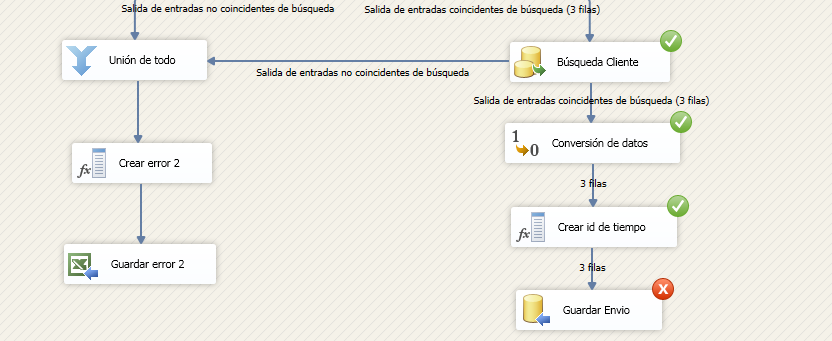 Salida de entradas no coincidentes de búsqueda
Salida de entradas coincidentes de búsqueda (3 filas)
Unión de todo
Búsqueda Cliente
Salida de entradas no coincidentes de búsqueda
Salida de entradas coincidentes de búsqueda (3 filas)
1
0
Conversión de datos
fx
Crear error 2
3 filas
fx
Crear id de tiempo
Guardar error 2
3 filas
Guardar Envio